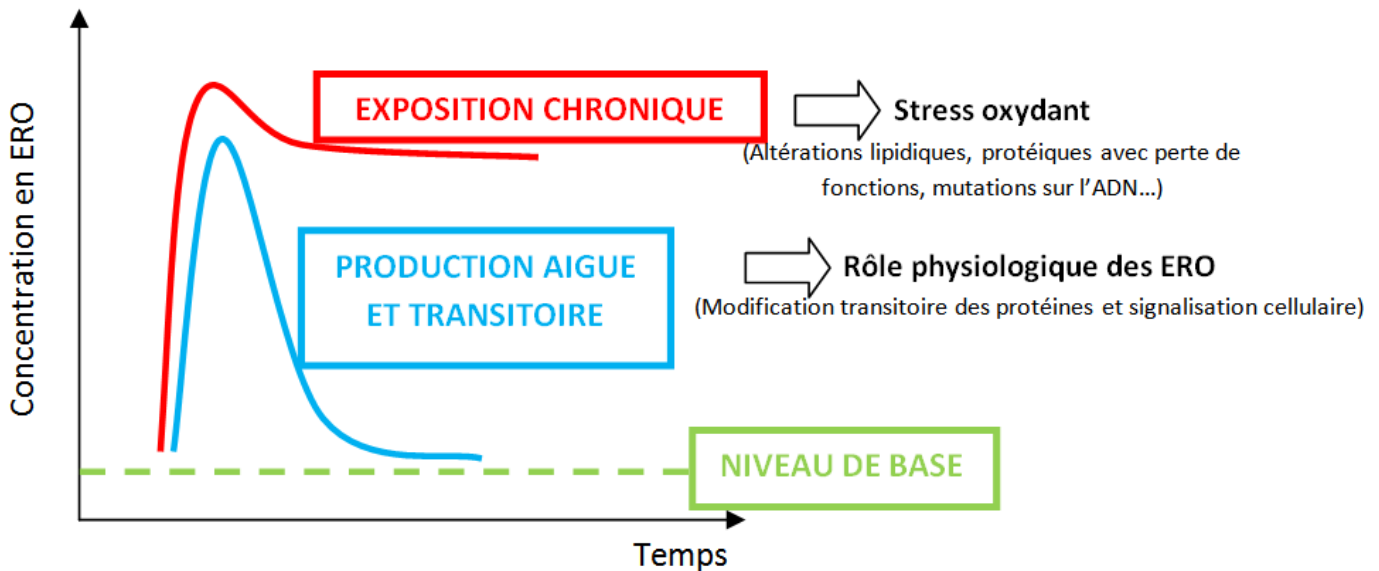 Concentration en ERO
EXPOSITION CHRONIQUE
Stress oxydant
(Altérations lipidiques, protéiques avec perte de
fonctions, mutations sur l’ADN…)
PRODUCTION AIGUE
ET TRANSITOIRE
Rôle physiologique des ERO
(Modification transitoire des protéines et signalisation cellulaire)
NIVEAU DE BASE
Temps